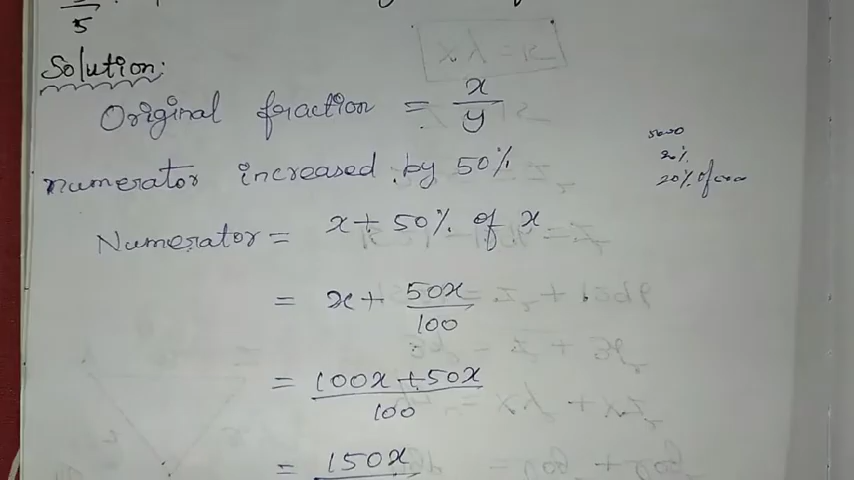 5
Solution:
Original fraction = x/y
numerator increased by 50%
20%
20% of
Numerator = x + 50% of x
= x + 50x/100
= 100x + 50x/100
= 150x